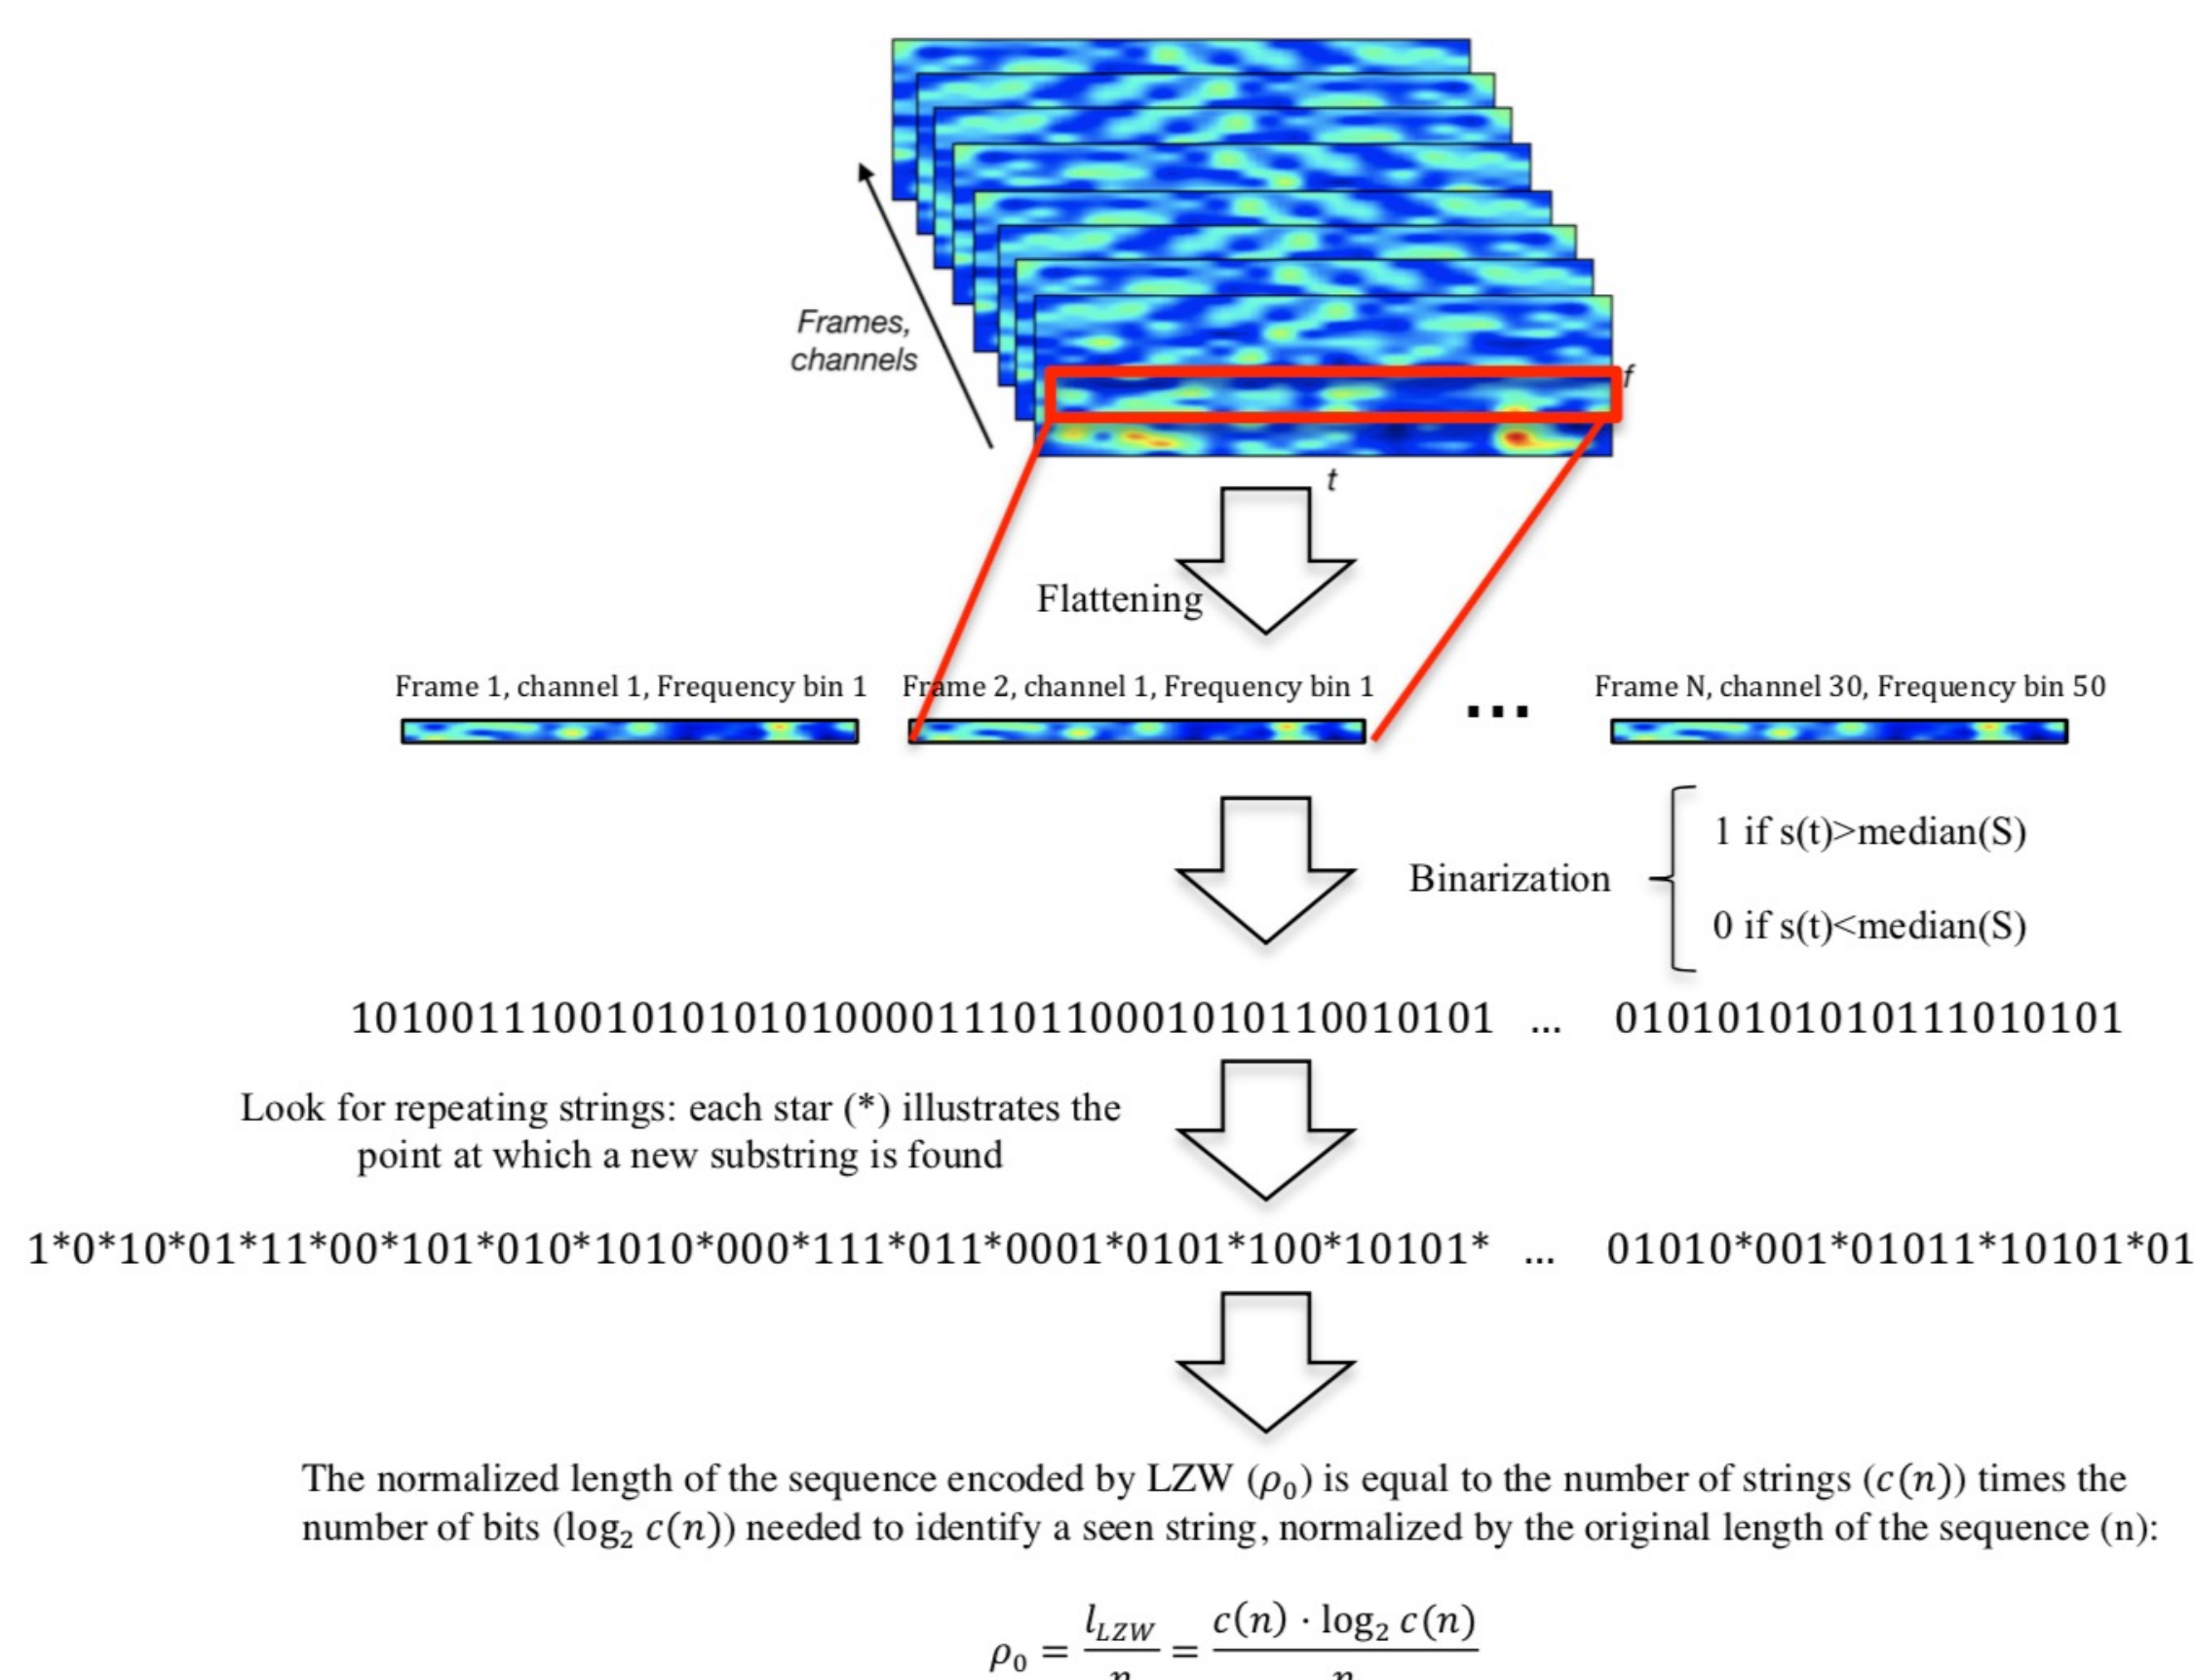 Frames,
channels
f
t
Flattening
Frame 1, channel 1, Frequency bin 1 Frame 2, channel 1, Frequency bin 1 ... Frame N, channel 30, Frequency bin 50
1 if s(t)>median(S)
Binarization
0 if s(t)<median(S)
101001110010101010100001110110001010110010101 ... 01010101010111010101
Look for repeating strings: each star (*) illustrates the
point at which a new substring is found
1*0*10*01*11*00*101*010*1010*000*111*011*0001*0101*100*10101* ... 01010*001*01011*10101*01
The normalized length of the sequence encoded by LZW (ρ₀) is equal to the number of strings (c(n)) times the
number of bits (log₂ c(n)) needed to identify a seen string, normalized by the original length of the sequence (n):
ρ₀ = l_LZW / n = c(n) · log₂ c(n) / n